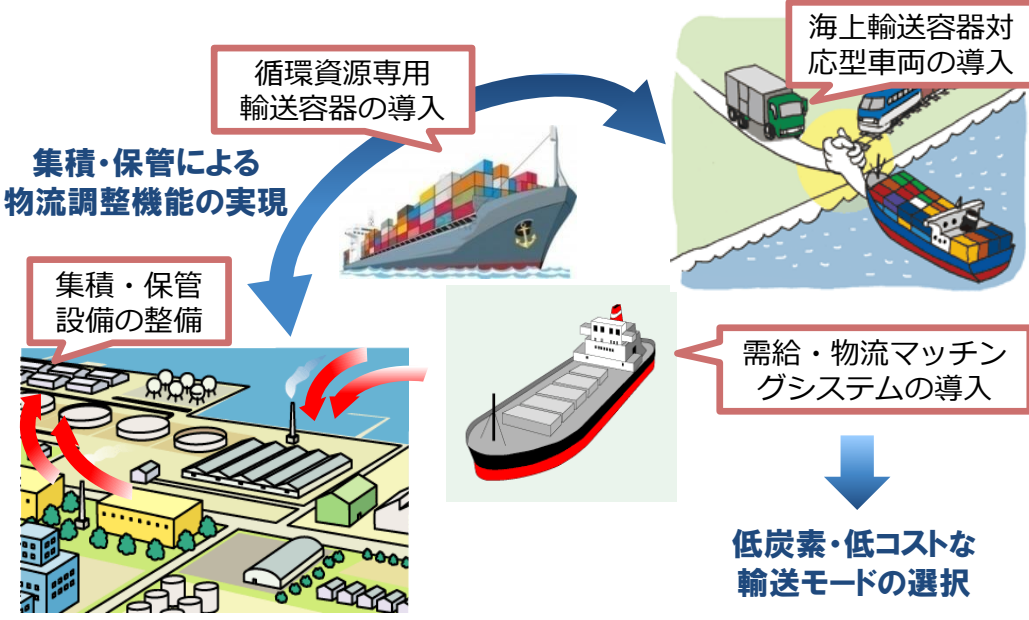 海上輸送容器対
応型車両の導入
循環資源専用
輸送容器の導入
集積・保管による
物流調整機能の実現
集積・保管
設備の整備
需給・物流マッチン
グシステムの導入
低炭素・低コストな
輸送モードの選択